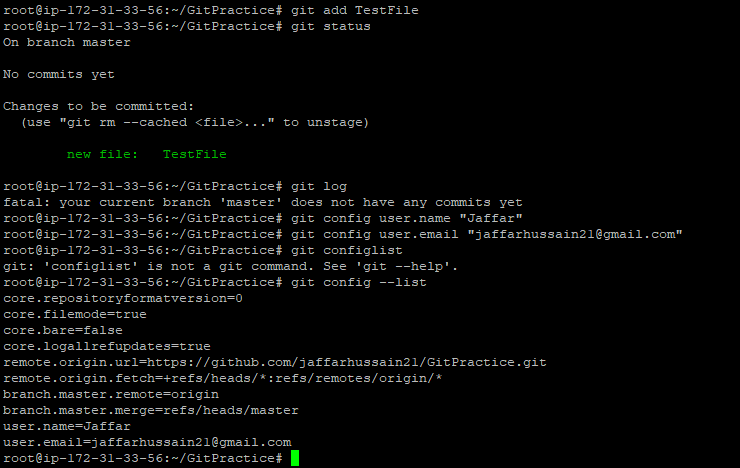 root@ip-172-31-33-56:~/GitPractice# git add TestFile
root@ip-172-31-33-56:~/GitPractice# git status
On branch master
No commits yet
Changes to be committed:
  (use "git rm --cached <file>..." to unstage)
        new file:   TestFile
root@ip-172-31-33-56:~/GitPractice# git log
fatal: your current branch 'master' does not have any commits yet
root@ip-172-31-33-56:~/GitPractice# git config user.name "Jaffar"
root@ip-172-31-33-56:~/GitPractice# git config user.email "jaffarhussain21@gmail.com"
root@ip-172-31-33-56:~/GitPractice# git configlist
git: 'configlist' is not a git command. See 'git --help'.
root@ip-172-31-33-56:~/GitPractice# git config --list
core.repositoryformatversion=0
core.filemode=true
core.bare=false
core.logallrefupdates=true
remote.origin.url=https://github.com/jaffarhussain21/GitPractice.git
remote.origin.fetch=+refs/heads/*:refs/remotes/origin/*
branch.master.remote=origin
branch.master.merge=refs/heads/master
user.name=Jaffar
user.email=jaffarhussain21@gmail.com
root@ip-172-31-33-56:~/GitPractice#